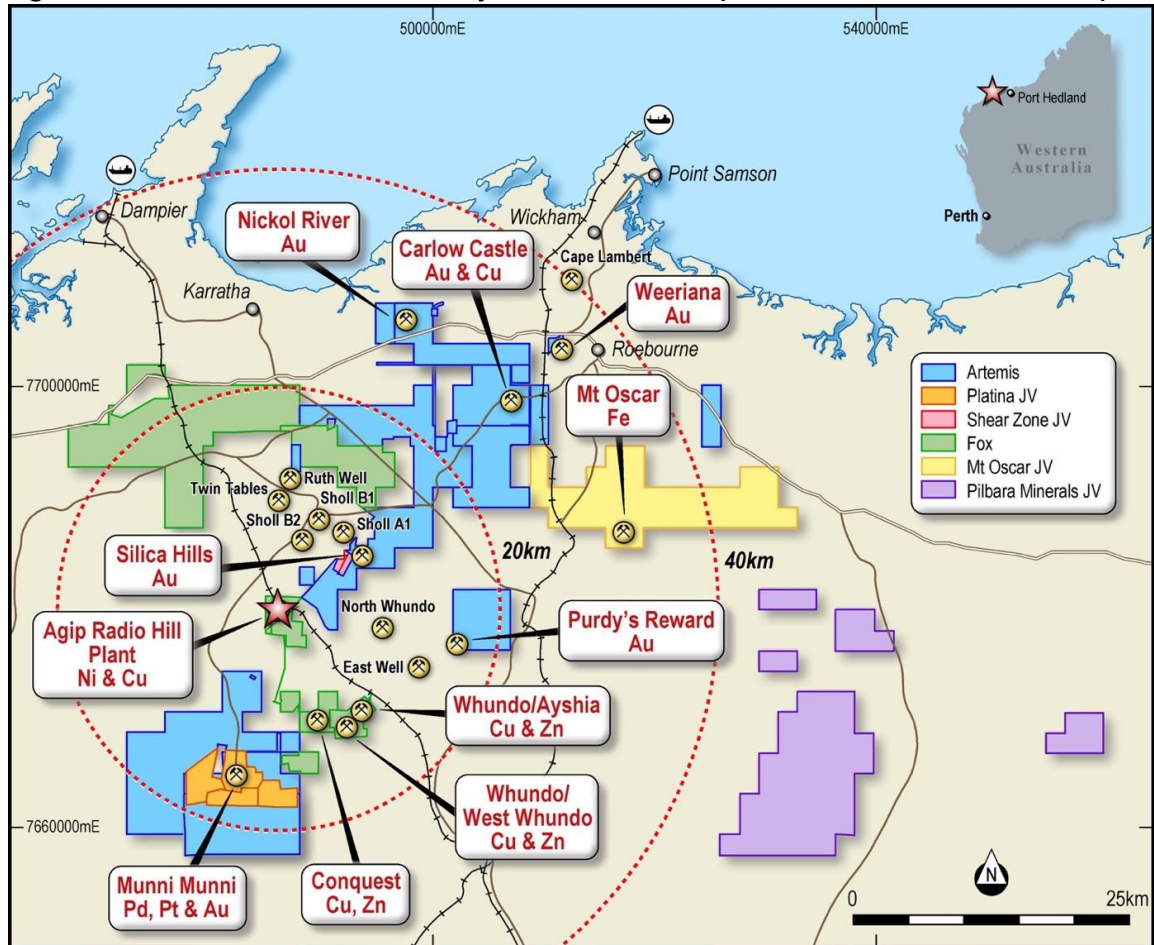 500000mE
540000mE
Port Hedland
Western
Australia
Perth
Point Samson
Dampier
Wickham
Nickol River
Au
Carlow Castle
Au & Cu
Cape Lambert
Karratha
Weeriana
Au
Roebourne
7700000mE
Mt Oscar
Fe
Artemis
Platina JV
Shear Zone JV
Fox
Mt Oscar JV
Pilbara Minerals JV
Ruth Well
Twin Tables
Sholl B1
Sholl B2
Sholl A1
Silica Hills
Au
20km
40km
North Whundo
Agip Radio Hill
Plant
Ni & Cu
Purdy's Reward
Au
East Well
Whundo/Ayshia
Cu & Zn
Whundo/
West Whundo
Cu & Zn
7660000mE
Munni Munni
Pd, Pt & Au
Conquest
Cu, Zn
N
0
25km